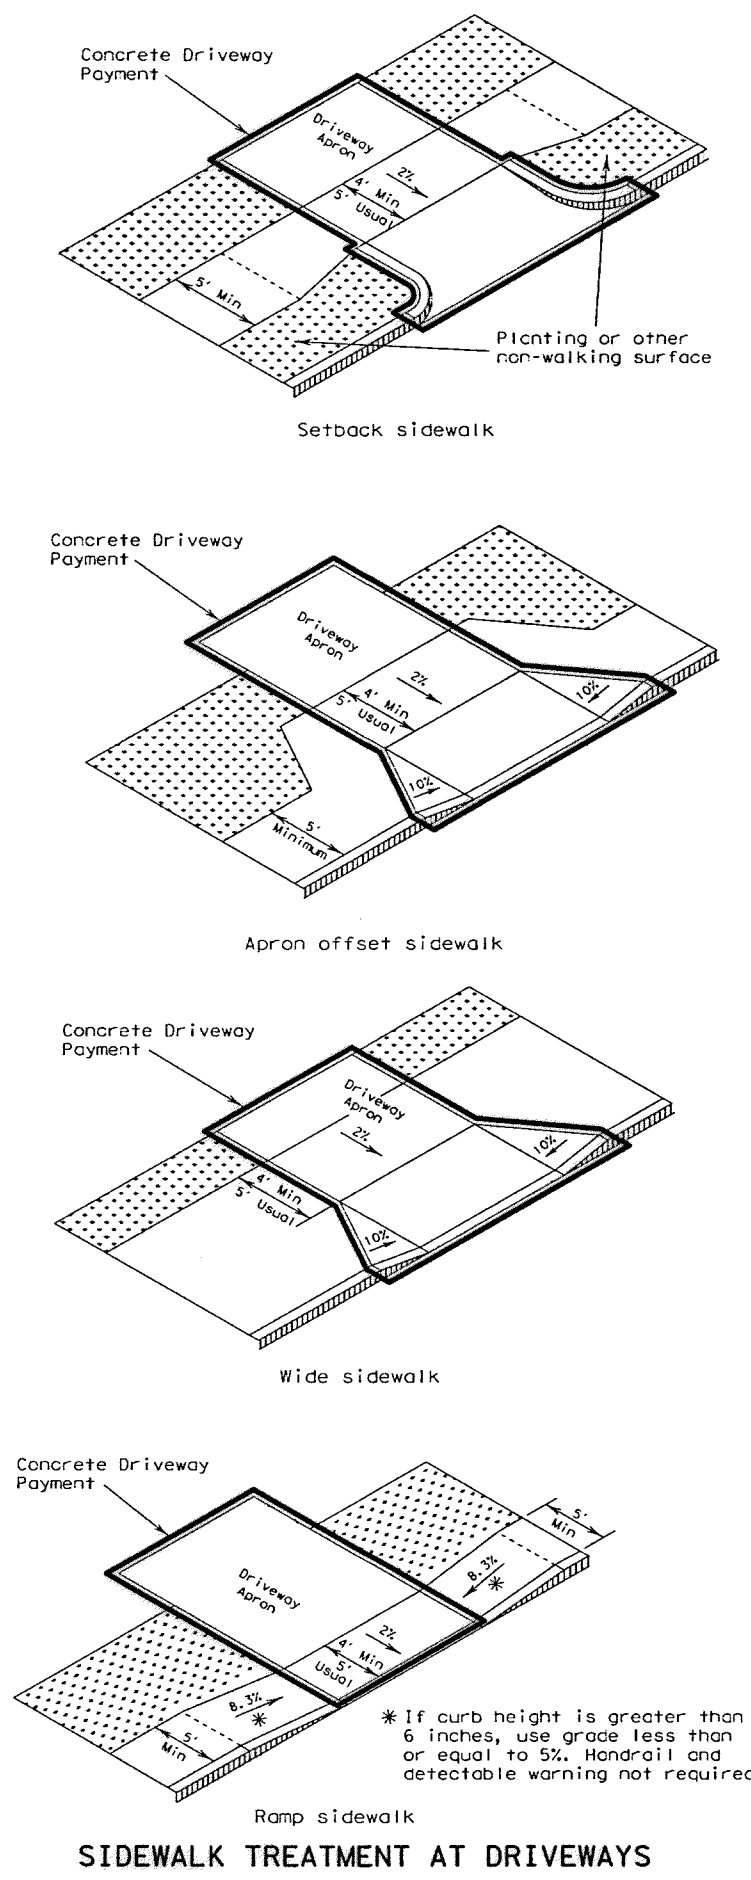 Concrete Driveway
Payment
Driveway
Apron
2%
4' Min
5' Usual
5' Min
Planting or other
non-walking surface
Setback sidewalk
Concrete Driveway
Payment
Driveway
Apron
2%
4' Min
5' Usual
10%
10%
5'
Minimum
Apron offset sidewalk
Concrete Driveway
Payment
Driveway
Apron
2%
10%
4' Min
5' Usual
10%
Wide sidewalk
Concrete Driveway
Payment
5'
Min
8.3%
*
Driveway
Apron
2%
4' Min
5'
Usual
8.3%
*
5'
Min
* If curb height is greater than
6 inches, use grade less than
or equal to 5%. Handrail and
detectable warning not required
Ramp sidewalk
SIDEWALK TREATMENT AT DRIVEWAYS